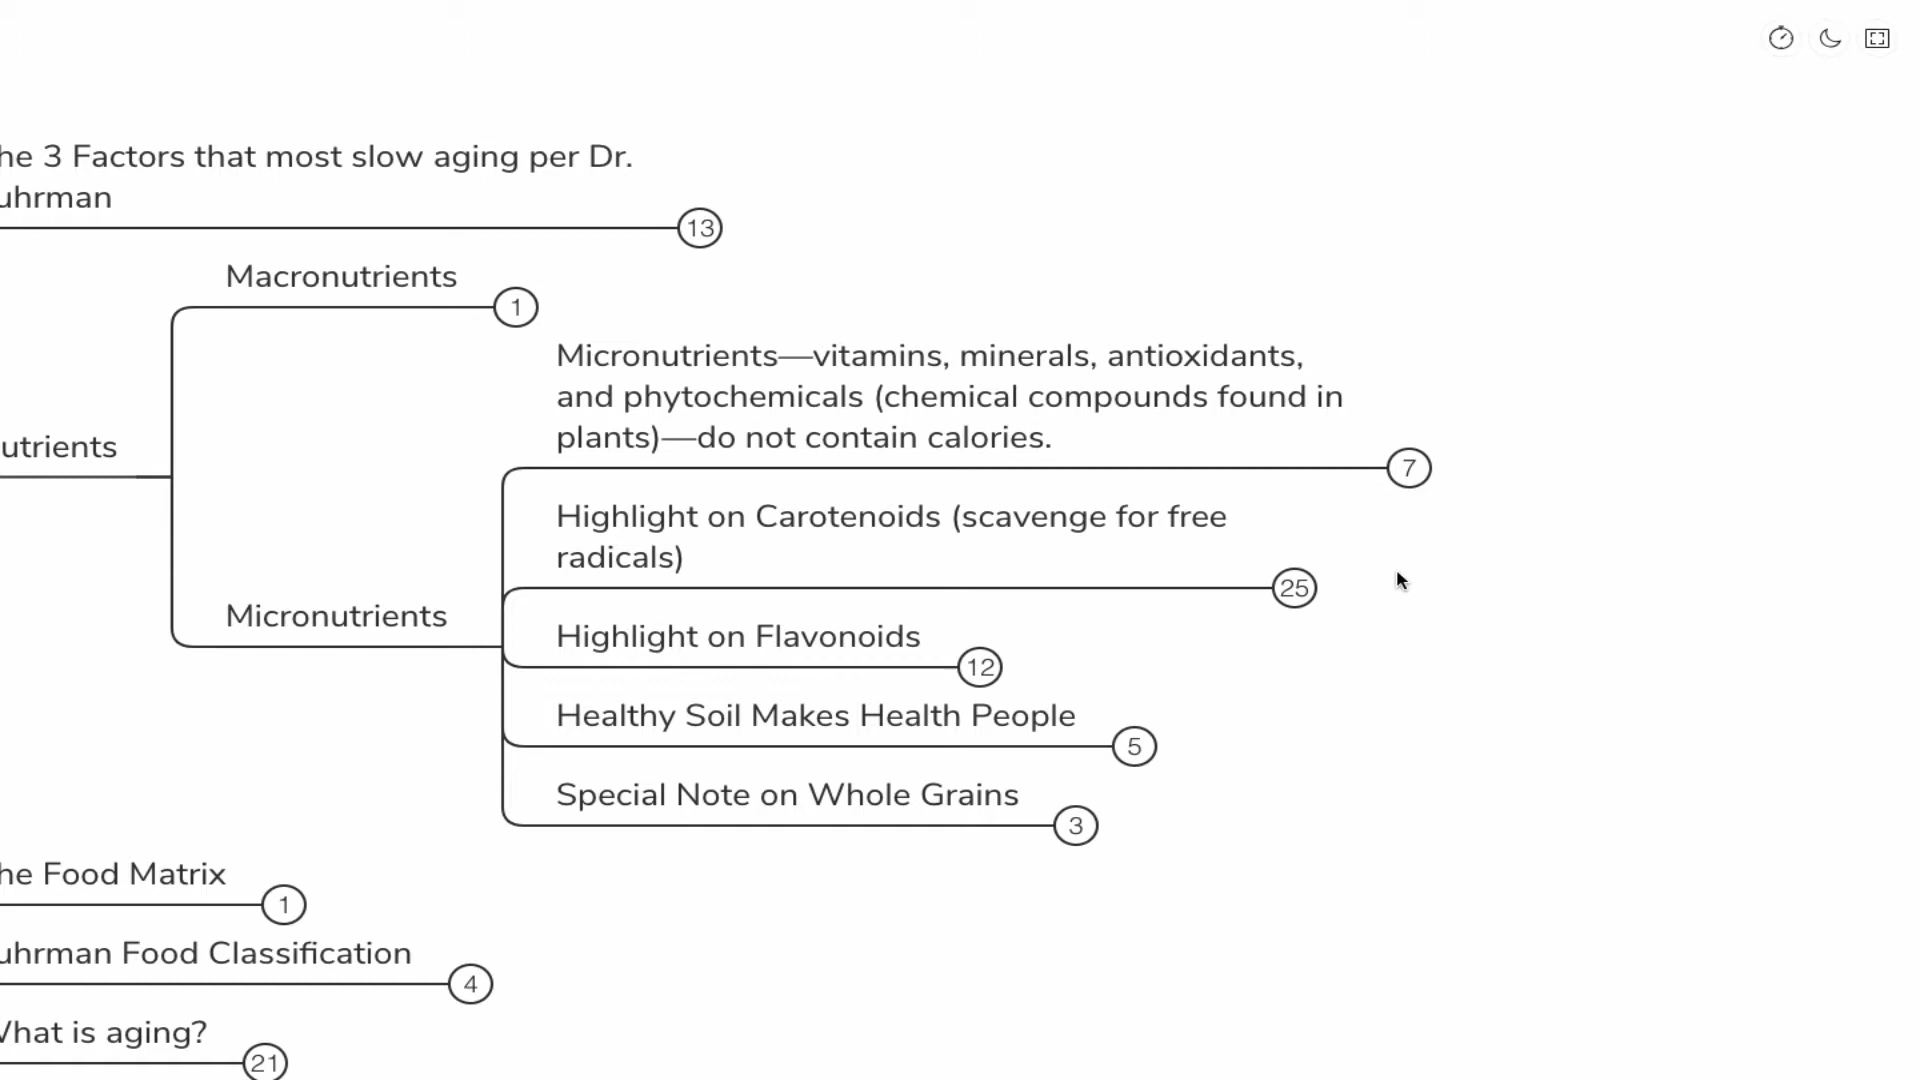 he 3 Factors that most slow aging per Dr.
uhrman
13
Macronutrients
1
Micronutrients—vitamins, minerals, antioxidants,
and phytochemicals (chemical compounds found in
plants)—do not contain calories.
7
utrients
Highlight on Carotenoids (scavenge for free
radicals)
25
Micronutrients
Highlight on Flavonoids
12
Healthy Soil Makes Health People
5
Special Note on Whole Grains
3
he Food Matrix
1
uhrman Food Classification
4
What is aging?
21